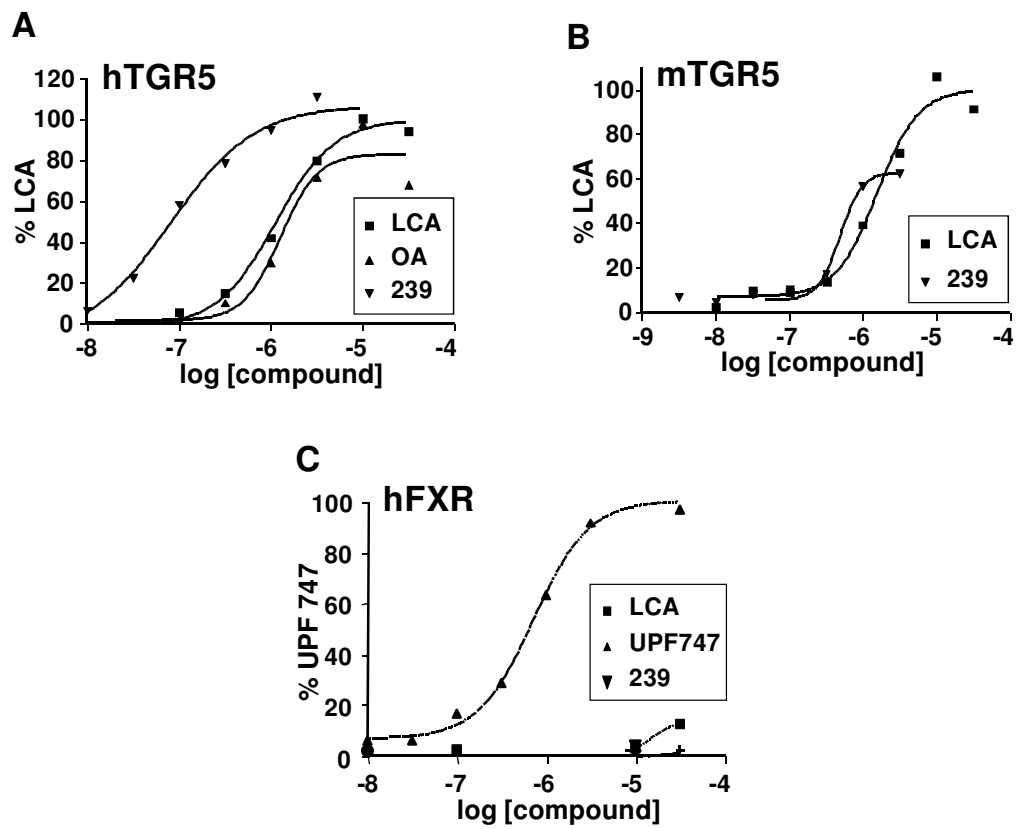 A
hTGR5
% LCA
120
100
80
60
40
20
0
-8 -7 -6 -5 -4
log [compound]
LCA
OA
239
B
mTGR5
% LCA
100
80
60
40
20
0
-9 -8 -7 -6 -5 -4
log [compound]
LCA
239
C
hFXR
% UPF 747
100
80
60
40
20
0
-8 -7 -6 -5 -4
log [compound]
LCA
UPF747
239